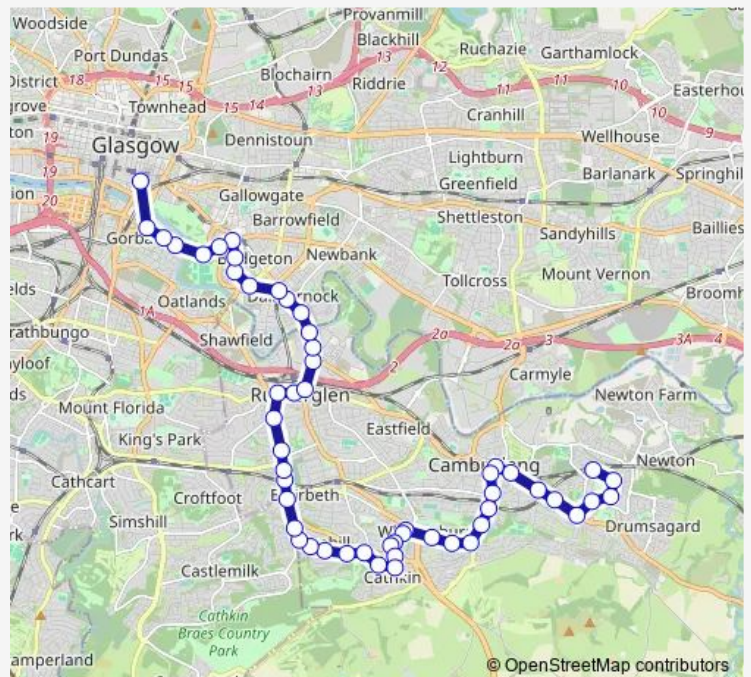 Provanmill
Woodside
Blackhill
Ruchazie
Garthamlock
Port Dundas
13
12
District
18
Blochairn
Riddrie
11
11
10
Easterhou
grove
Townhead
15
15
14
13
Cranhill
10
ton
19
Dennistoun
Wellhouse
9
Glasgow
Lightburn
19
Greenfield
Barlanark
Springhil
ion
20
Gallowgate
Barrowfield
Shettleston
Baillies
Sandyhills
Newbank
Mount Vernon
elds
Tollcross
Oatlands
Broomh
1A
rathbungo
Shawfield
2a
2a
3
3A
4
yloof
2
Carmyle
ds
Newton Farm
Mount Florida
King's Park
Eastfield
Newton
Cathcart
Croftfoot
Simshill
Drumsagard
rk
Castlemilk
Cathkin
Cathkin
Braes Country
Park
amperland
© OpenStreetMap contributors